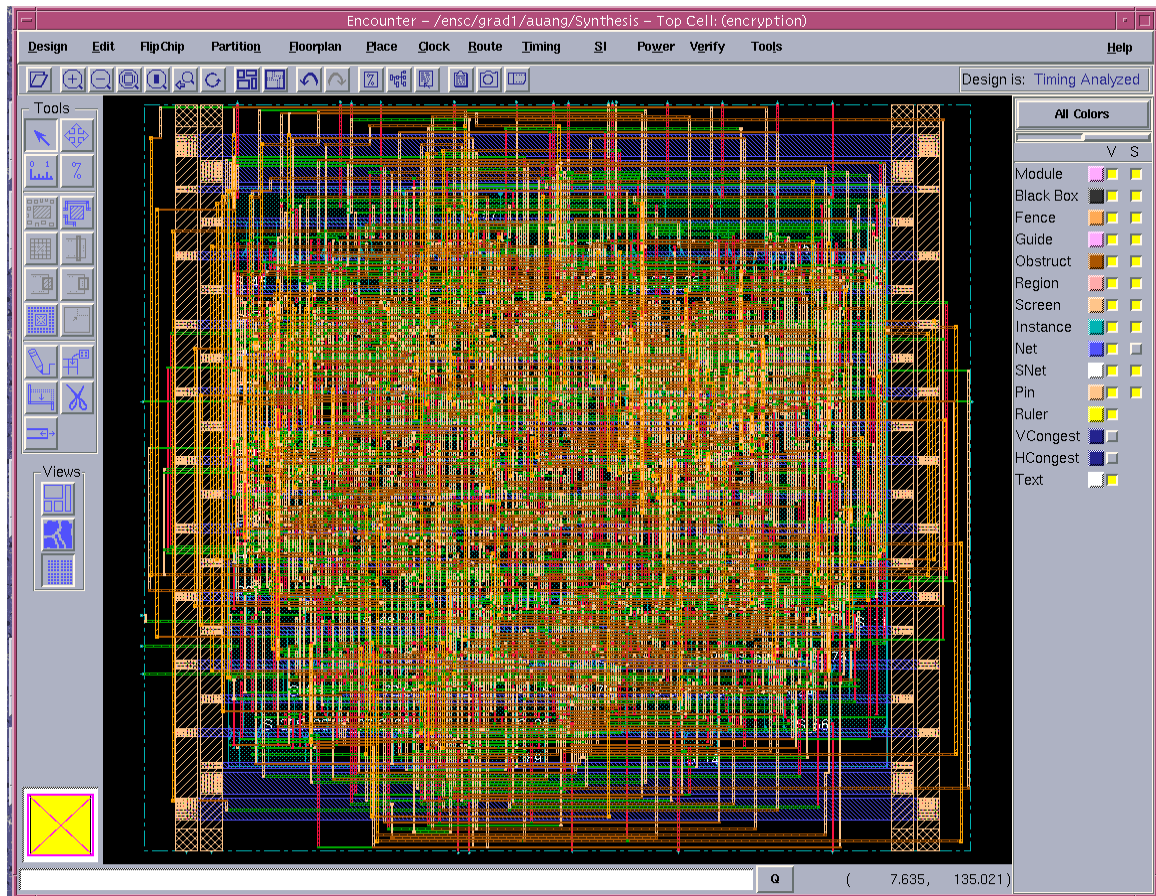 Encounter – /ensc/grad1/auang/Synthesis – Top Cell: (encryption)
Design Edit FlipChip Partition Floorplan Place Clock Route Timing SI Power Verify Tools Help
Design is: Timing Analyzed
Tools
0 1
%
Views
All Colors
V S
Module
Black Box
Fence
Guide
Obstruct
Region
Screen
Instance
Net
SNet
Pin
Ruler
VCongest
HCongest
Text
Q ( 7.635, 135.021)